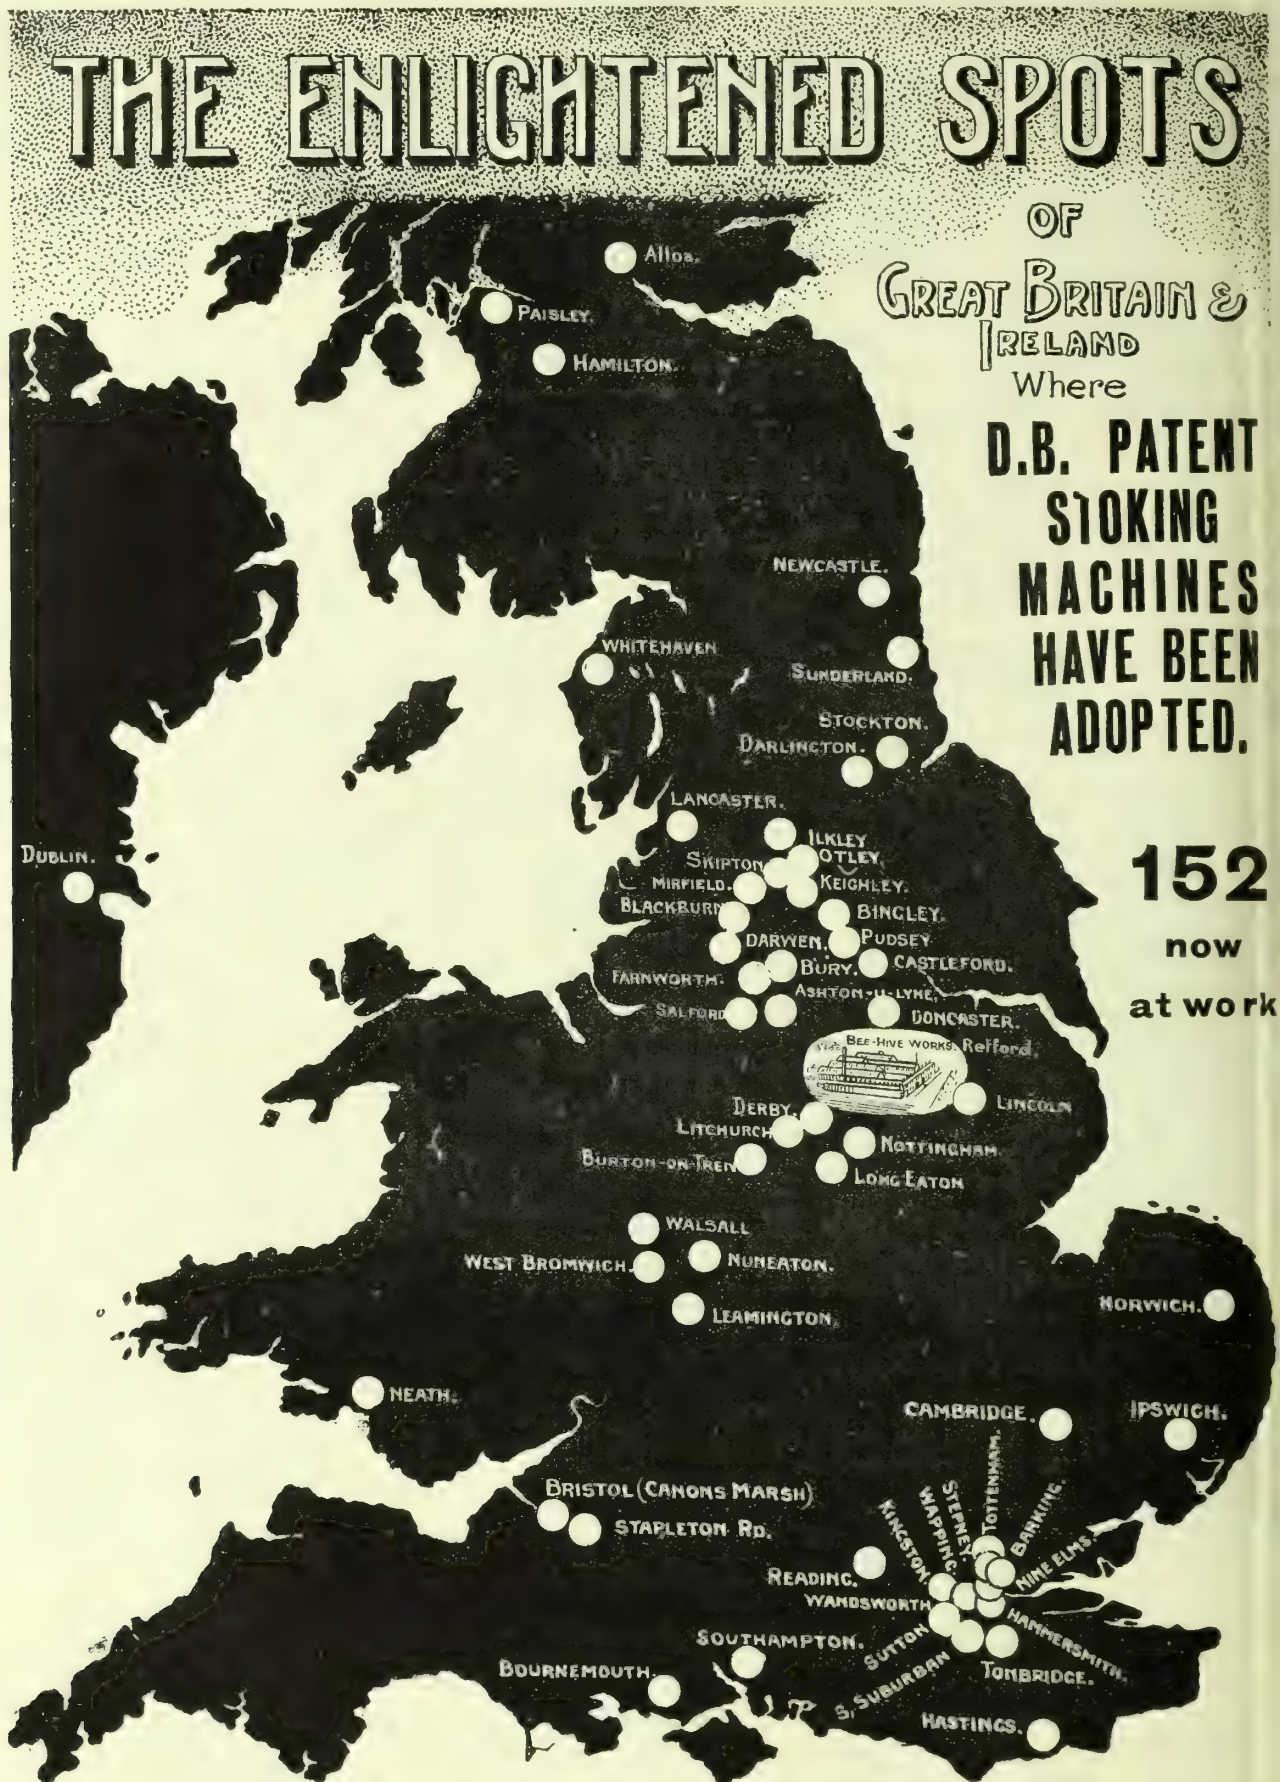 THE ENLIGHTENED SPOTS
OF
GREAT BRITAIN &
IRELAND
Where
D.B. PATENT
STOKING
MACHINES
HAVE BEEN
ADOPTED.
152
now
at work
Alloa.
PAISLEY.
HAMILTON.
NEWCASTLE.
WHITEHAVEN
SUNDERLAND.
STOCKTON.
DARLINGTON.
LANCASTER.
ILKLEY
OTLEY.
SKIPTON
MIRFIELD.
KEIGHLEY.
DUBLIN.
BLACKBURN
BINGLEY.
DARWEN.
PUDSEY
CASTLEFORD.
FARNWORTH.
BURY.
ASHTON-U-LYNE.
SALFORD
DONCASTER.
BEE-HIVE WORKS. Retford.
LINCOLN
DERBY.
LITCHURCH
NOTTINGHAM.
BURTON-ON-TREN
LONG EATON
WALSALL
WEST BROMWICH.
NUNEATON.
LEAMINGTON.
NORWICH.
NEATH.
CAMBRIDGE.
IPSWICH.
BRISTOL (CANONS MARSH)
STAPLETON RD.
KINGSTON
WAPPING.
STEPNEY.
TOTTENHAM.
BARKING.
NINE ELMS.
READING.
WANDSWORTH
HAMMERSMITH.
SUTTON
S. SUBURBAN
TONBRIDGE.
SOUTHAMPTON.
BOURNEMOUTH.
HASTINGS.